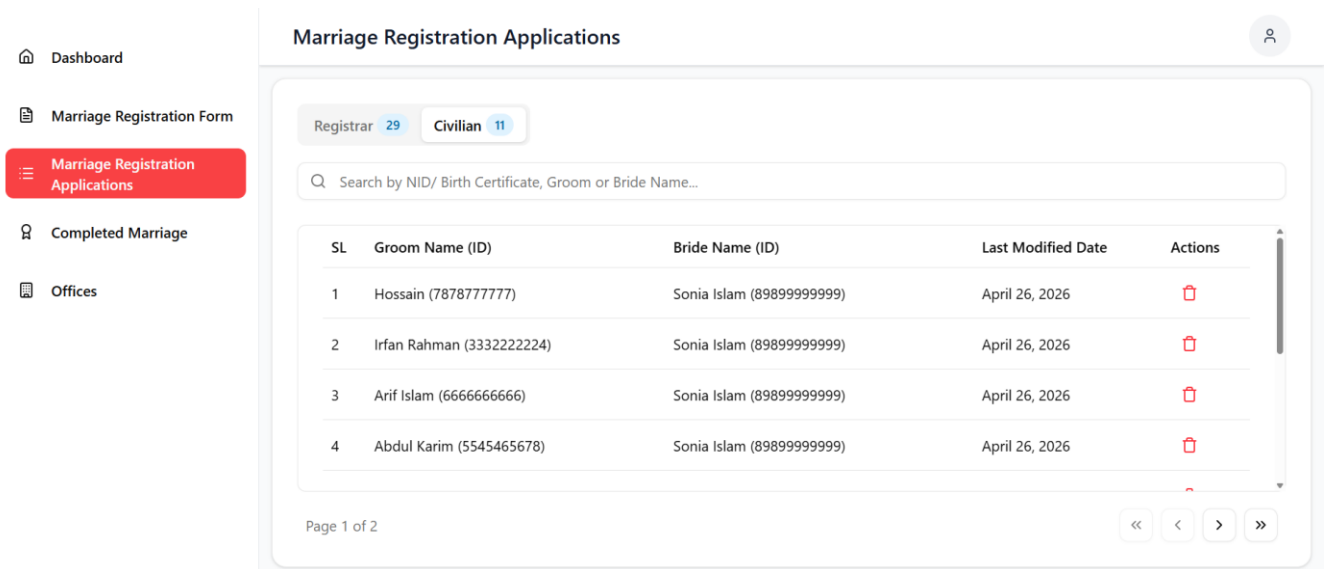 Dashboard
Marriage Registration Form
Marriage Registration
Applications
Completed Marriage
Offices
Marriage Registration Applications
Registrar 29 Civilian 11
Search by NID/ Birth Certificate, Groom or Bride Name...
SL Groom Name (ID) Bride Name (ID) Last Modified Date Actions
1 Hossain (7878777777) Sonia Islam (89899999999) April 26, 2026
2 Irfan Rahman (3332222224) Sonia Islam (89899999999) April 26, 2026
3 Arif Islam (6666666666) Sonia Islam (89899999999) April 26, 2026
4 Abdul Karim (5545465678) Sonia Islam (89899999999) April 26, 2026
Page 1 of 2